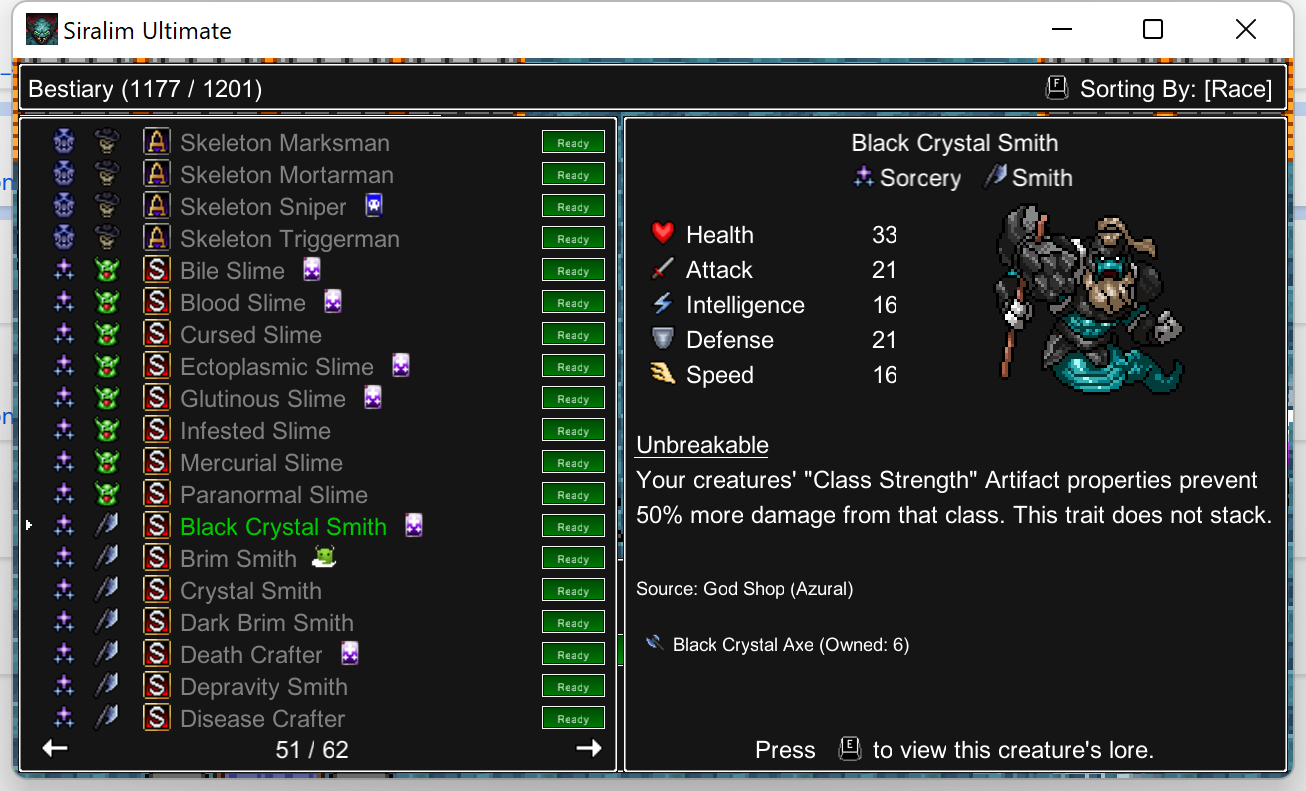 Siralim Ultimate
Bestiary (1177 / 1201)
F Sorting By: [Race]
A Skeleton Marksman Ready
A Skeleton Mortarman Ready
A Skeleton Sniper Ready
A Skeleton Triggerman Ready
S Bile Slime Ready
S Blood Slime Ready
S Cursed Slime Ready
S Ectoplasmic Slime Ready
S Glutinous Slime Ready
S Infested Slime Ready
S Mercurial Slime Ready
S Paranormal Slime Ready
S Black Crystal Smith Ready
S Brim Smith Ready
S Crystal Smith Ready
S Dark Brim Smith Ready
S Death Crafter Ready
S Depravity Smith Ready
S Disease Crafter Ready
51 / 62
Black Crystal Smith
Sorcery Smith
Health 33
Attack 21
Intelligence 16
Defense 21
Speed 16
Unbreakable
Your creatures' "Class Strength" Artifact properties prevent
50% more damage from that class. This trait does not stack.
Source: God Shop (Azural)
Black Crystal Axe (Owned: 6)
Press E to view this creature's lore.